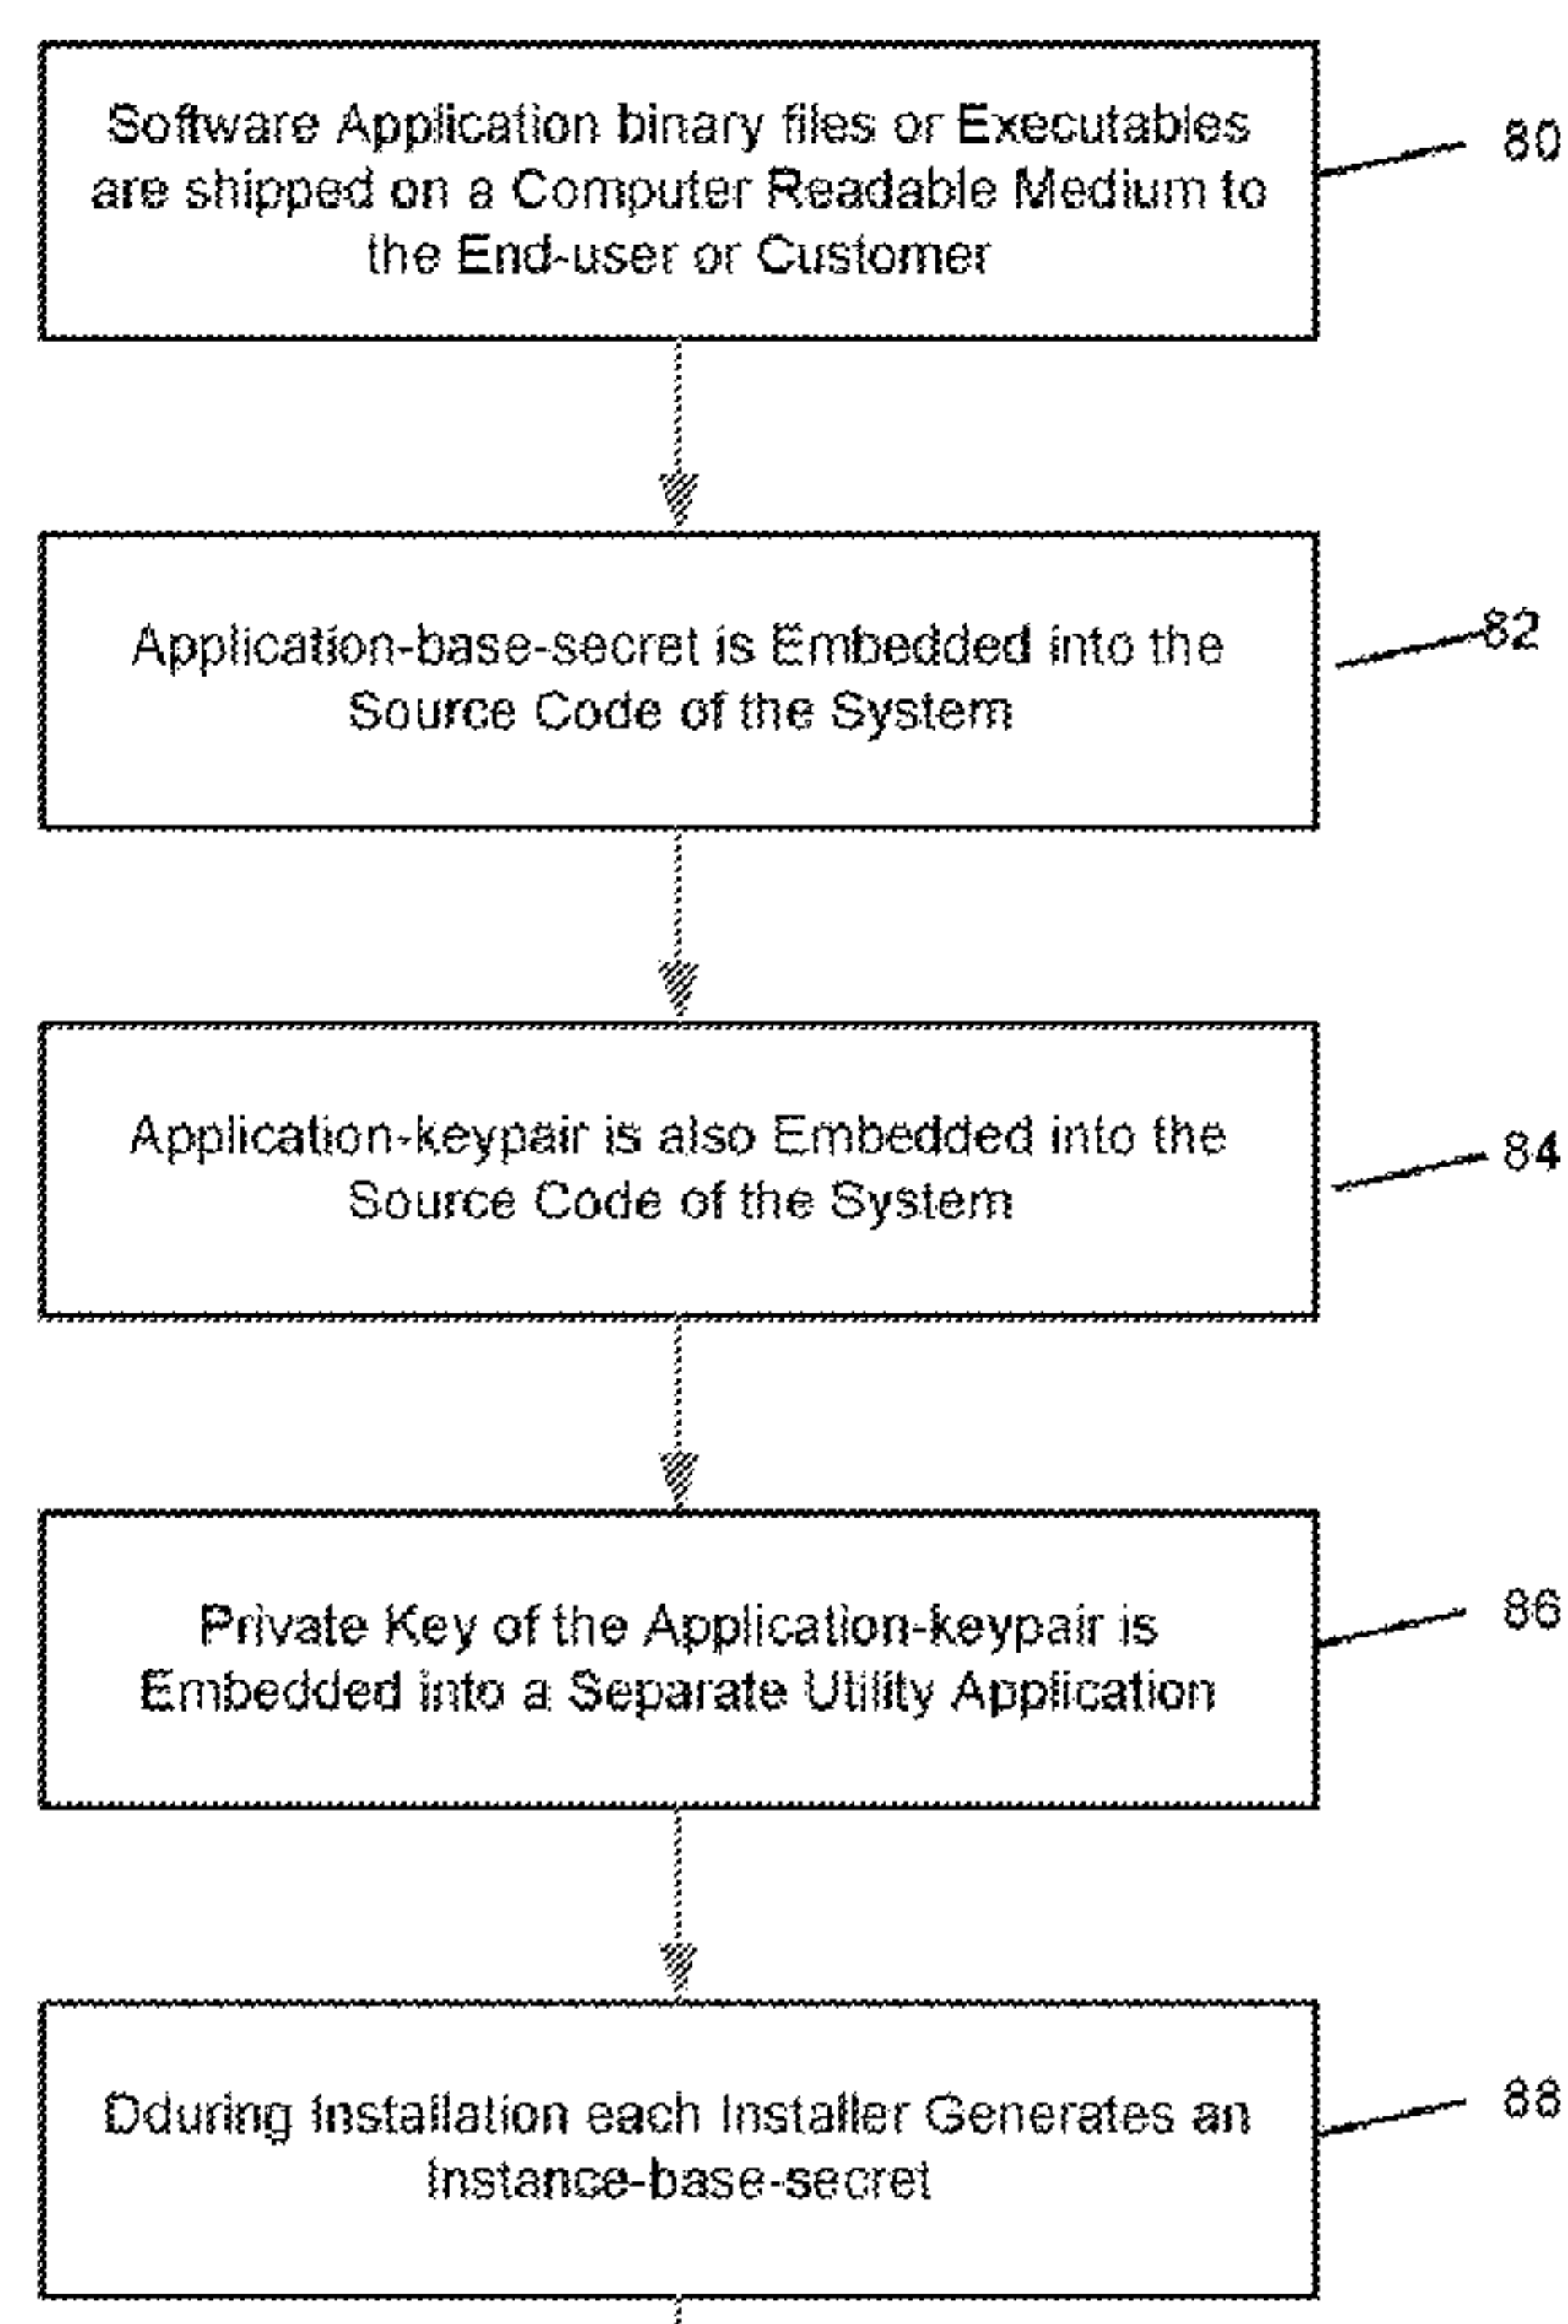 Software Application binary files or Executables
are shipped on a Computer Readable Medium to
the End-user or Customer
80
Application-base-secret is Embedded into the
Source Code of the System
82
Application-keypair is also Embedded into the
Source Code of the System
84
Private Key of the Application-keypair is
Embedded into a Separate Utility Application
86
Dduring Installation each Installer Generates an
Instance-base-secret
88